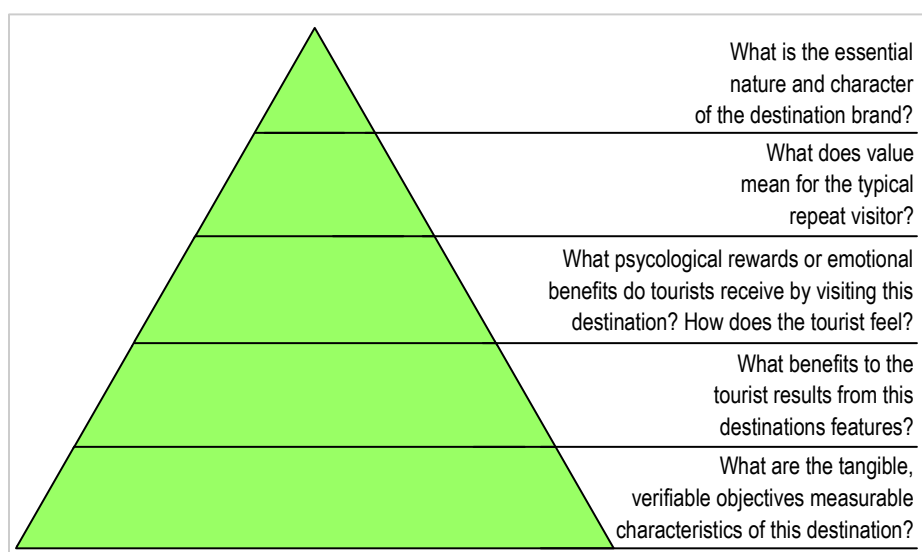 What is the essential
nature and character
of the destination brand?
What does value
mean for the typical
repeat visitor?
What psycological rewards or emotional
benefits do tourists receive by visiting this
destination? How does the tourist feel?
What benefits to the
tourist results from this
destinations features?
What are the tangible,
verifiable objectives measurable
characteristics of this destination?